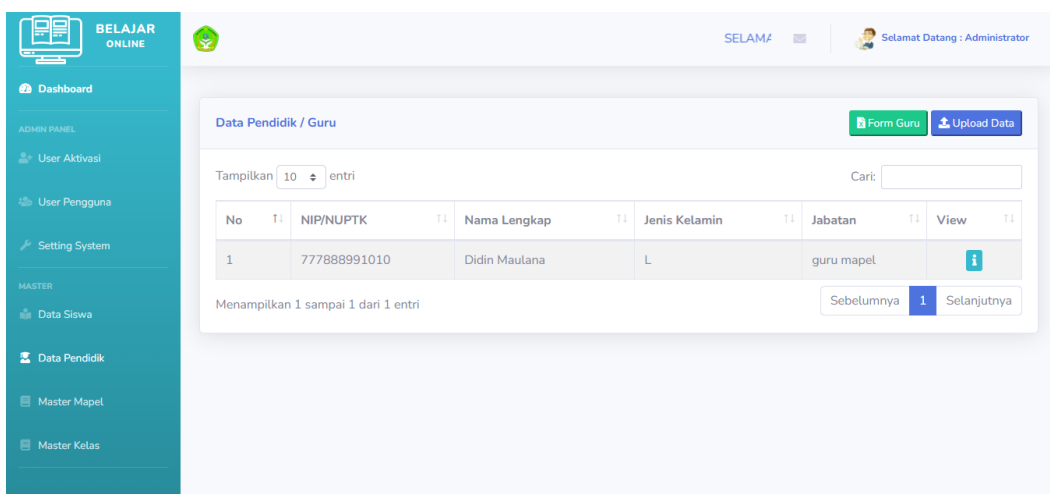 BELAJAR
ONLINE
SELAMA
Selamat Datang : Administrator
Dashboard
ADMIN PANEL
User Aktivasi
User Pengguna
Setting System
MASTER
Data Siswa
Data Pendidik
Master Mapel
Master Kelas
Data Pendidik / Guru
Form Guru
Upload Data
Tampilkan 10 entri
Cari:
No NIP/NUPTK Nama Lengkap Jenis Kelamin Jabatan View
1 777888991010 Didin Maulana L guru mapel
Menampilkan 1 sampai 1 dari 1 entri
Sebelumnya 1 Selanjutnya